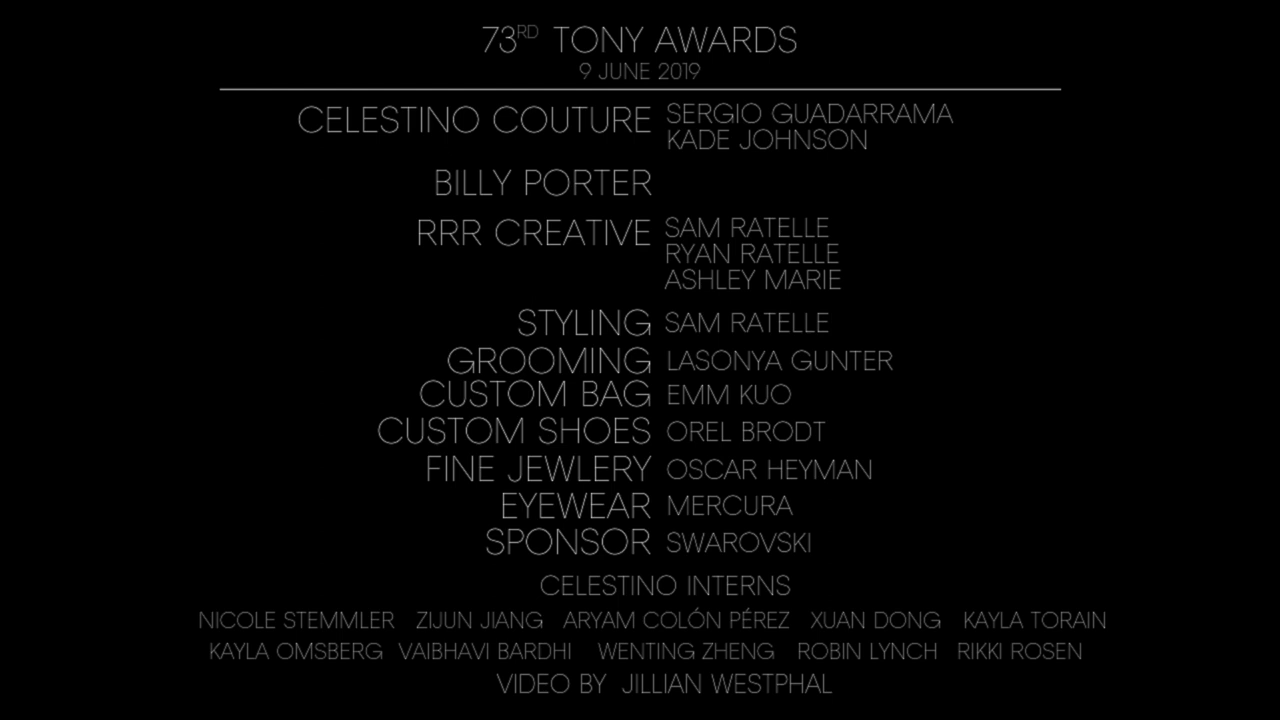 73RD TONY AWARDS
9 JUNE 2019
CELESTINO COUTURE SERGIO GUADARRAMA
KADE JOHNSON
BILLY PORTER
RRR CREATIVE SAM RATELLE
RYAN RATELLE
ASHLEY MARIE
STYLING SAM RATELLE
GROOMING LASONYA GUNTER
CUSTOM BAG EMM KUO
CUSTOM SHOES OREL BRODT
FINE JEWLERY OSCAR HEYMAN
EYEWEAR MERCURA
SPONSOR SWAROVSKI
CELESTINO INTERNS
NICOLE STEMMLER ZIJUN JIANG ARYAM COLÓN PÉREZ XUAN DONG KAYLA TORAIN
KAYLA OMSBERG VAIBHAVI BARDHI WENTING ZHENG ROBIN LYNCH RIKKI ROSEN
VIDEO BY JILLIAN WESTPHAL